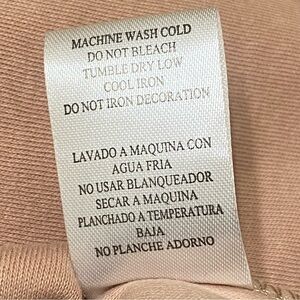 MACHINE WASH COLD
DO NOT BLEACH
TUMBLE DRY LOW
COOL IRON
DO NOT IRON DECORATION
LAVADO A MAQUINA CON
AGUA FRIA
NO USAR BLANQUEADOR
SECAR A MAQUINA
PLANCHADO A TEMPERATURA
BAJA
NO PLANCHE ADORNO